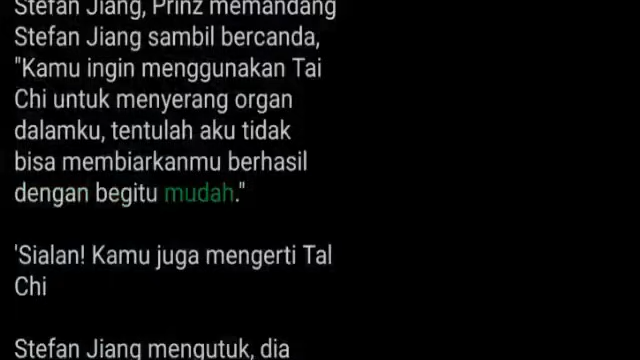 Stefan Jiang, Prinz memandang
Stefan Jiang sambil bercanda,
"Kamu ingin menggunakan Tai
Chi untuk menyerang organ
dalamku, tentulah aku tidak
bisa membiarkanmu berhasil
dengan begitu mudah."
'Sialan! Kamu juga mengerti Tal
Chi
Stefan Jiang mengutuk, dia